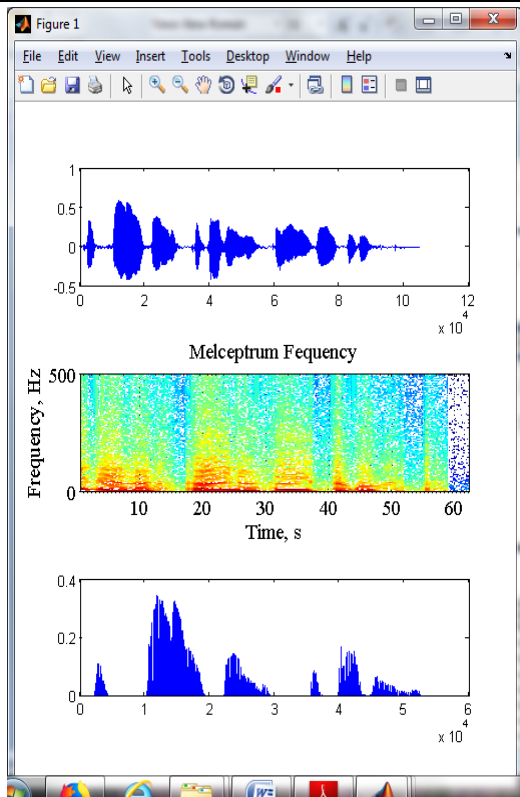 Figure 1
File Edit View Insert Tools Desktop Window Help
1
0.5
0
-0.5
0 2 4 6 8 10 12
x 10^4
Melceptrum Fequency
Frequency, Hz
500
0
10 20 30 40 50 60
Time, s
0.4
0.2
0
0 1 2 3 4 5 6
x 10^4